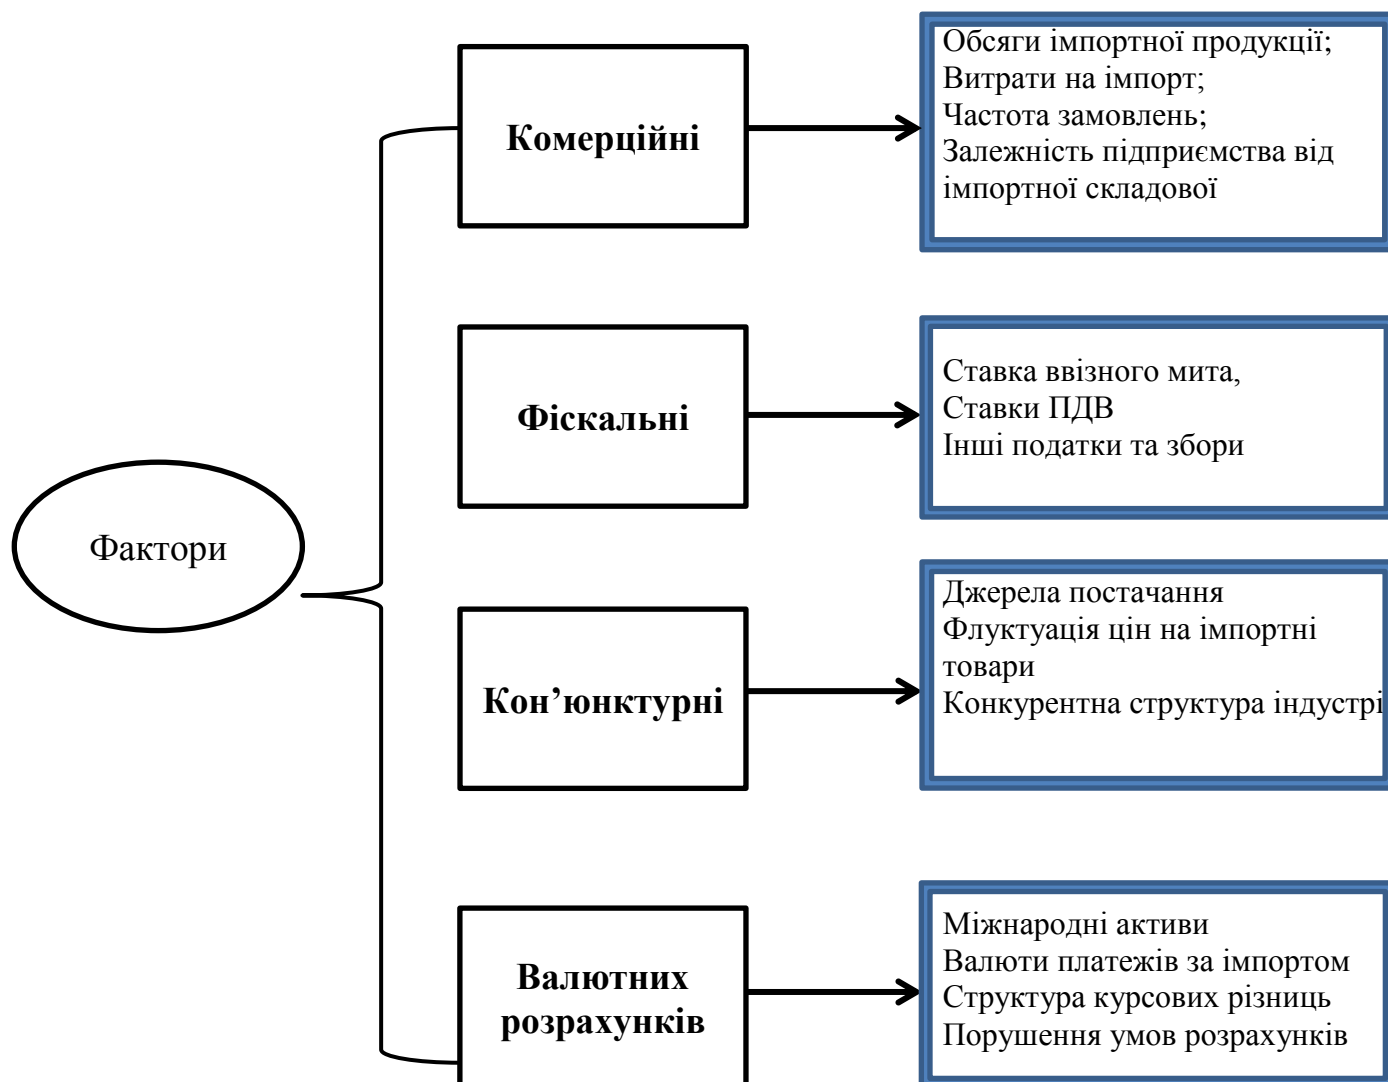 Фактори
Комерційні
Обсяги імпортної продукції;
Витрати на імпорт;
Частота замовлень;
Залежність підприємства від
імпортної складової
Фіскальні
Ставка ввізного мита,
Ставки ПДВ
Інші податки та збори
Кон’юнктурні
Джерела постачання
Флуктуація цін на імпортні
товари
Конкурентна структура індустрі
Валютних
розрахунків
Міжнародні активи
Валюти платежів за імпортом
Структура курсових різниць
Порушення умов розрахунків